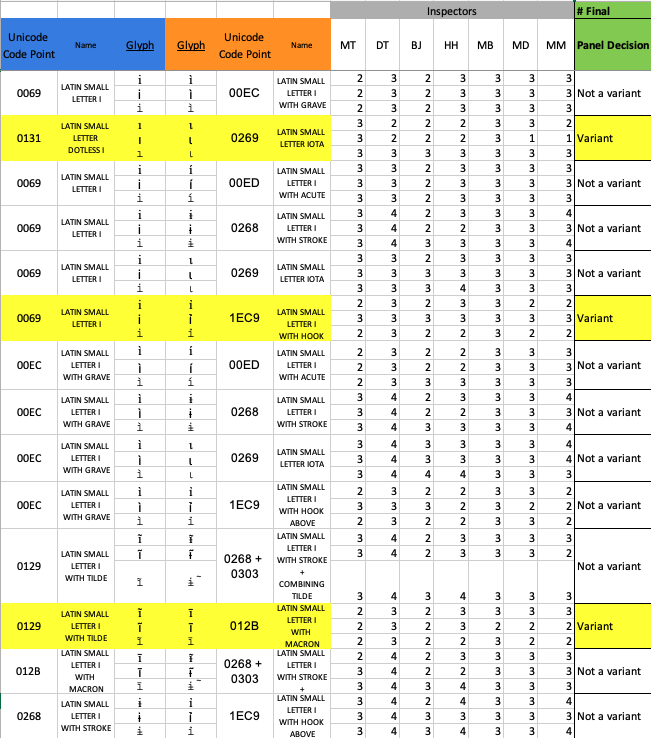 Inspectors # Final
Unicode
Code Point Name Glyph Glyph Unicode
Code Point Name MT DT BJ HH MB MD MM Panel Decision
0069
LATIN SMALL
LETTER I
i ì
i ì
i ì
00EC
LATIN SMALL
LETTER I
WITH GRAVE
2 3 2 3 3 3 3
2 3 2 3 3 3 3
2 3 2 3 3 3 3
Not a variant
0131
LATIN SMALL
LETTER
DOTLESS I
ı ɩ
ı ɩ
ı ɩ
0269
LATIN SMALL
LETTER IOTA
3 2 2 2 3 3 2
3 2 2 2 3 1 1
3 3 3 3 3 3 3
Variant
0069
LATIN SMALL
LETTER I
i í
i í
i í
00ED
LATIN SMALL
LETTER I
WITH ACUTE
3 3 2 3 3 3 3
3 3 2 3 3 3 3
3 3 2 3 3 3 3
Not a variant
0069
LATIN SMALL
LETTER I
i ɨ
i ɨ
i ɨ
0268
LATIN SMALL
LETTER I
WITH STROKE
3 4 2 3 3 3 4
3 4 2 2 3 3 3
3 4 3 3 3 3 4
Not a variant
0069
LATIN SMALL
LETTER I
i ɩ
i ɩ
i ɩ
0269
LATIN SMALL
LETTER IOTA
3 3 2 3 3 3 3
3 3 3 3 3 3 3
3 3 3 4 3 3 3
Not a variant
0069
LATIN SMALL
LETTER I
i ỉ
i ỉ
i ỉ
1EC9
LATIN SMALL
LETTER I
WITH HOOK
2 3 2 3 3 2 2
3 3 3 3 3 3 3
2 3 2 2 3 2 2
Variant
00EC
LATIN SMALL
LETTER I
WITH GRAVE
ì í
ì í
ì í
00ED
LATIN SMALL
LETTER I
WITH ACUTE
2 3 2 2 3 3 3
2 3 2 2 3 3 3
2 3 3 3 3 3 3
Not a variant
00EC
LATIN SMALL
LETTER I
WITH GRAVE
ì ɨ
ì ɨ
ì ɨ
0268
LATIN SMALL
LETTER I
WITH STROKE
3 4 2 3 3 3 4
3 4 2 2 3 3 3
3 4 3 3 3 3 4
Not a variant
00EC
LATIN SMALL
LETTER I
WITH GRAVE
ì ɩ
ì ɩ
ì ɩ
0269
LATIN SMALL
LETTER IOTA
3 4 3 3 3 3 4
3 4 3 3 3 3 3
3 4 4 4 3 3 3
Not a variant
00EC
LATIN SMALL
LETTER I
WITH GRAVE
ì ỉ
ì ỉ
ì ỉ
1EC9
LATIN SMALL
LETTER I
WITH HOOK
ABOVE
2 3 2 2 3 3 2
3 3 3 2 3 2 2
2 3 2 2 3 3 2
Not a variant
0129
LATIN SMALL
LETTER I
WITH TILDE
ĩ ɨ̃
ĩ ɨ̃
ĩ ɨ̃
0268 +
0303
LATIN SMALL
LETTER I
WITH STROKE
+
COMBINING
TILDE
3 4 2 3 3 3 3
3 4 2 3 3 3 2
3 4 3 4 3 3 3
Not a variant
0129
LATIN SMALL
LETTER I
WITH TILDE
ĩ ī
ĩ ī
ĩ ī
012B
LATIN SMALL
LETTER I
WITH
MACRON
2 3 2 3 3 3 3
2 3 2 3 2 2 2
2 3 2 2 3 2 2
Variant
012B
LATIN SMALL
LETTER I
WITH
MACRON
ī ɨ̃
ī ɨ̃
ī ɨ̃
0268 +
0303
LATIN SMALL
LETTER I
WITH STROKE
+
2 4 2 3 3 3 3
3 4 2 2 3 3 3
3 4 3 4 3 3 3
Not a variant
0268
LATIN SMALL
LETTER I
WITH STROKE
ɨ ỉ
ɨ ỉ
ɨ ỉ
1EC9
LATIN SMALL
LETTER I
WITH HOOK
ABOVE
3 4 2 4 3 3 4
3 4 3 3 3 3 3
3 4 3 4 3 3 4
Not a variant